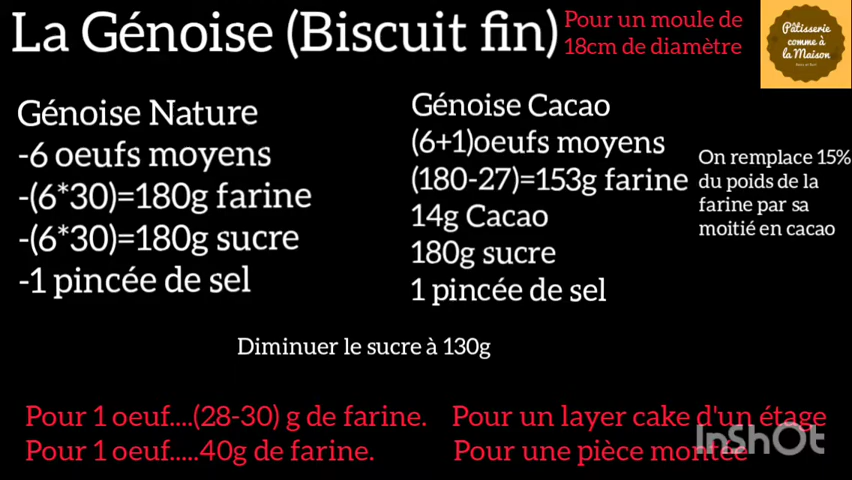 La Génoise (Biscuit fin)
Pour un moule de
18cm de diamètre
Pâtisserie
comme à
la Maison
Génoise Nature
-6 oeufs moyens
-(6*30)=180g farine
-(6*30)=180g sucre
-1 pincée de sel
Génoise Cacao
(6+1)oeufs moyens
(180-27)=153g farine
14g Cacao
180g sucre
1 pincée de sel
On remplace 15%
du poids de la
farine par sa
moitié en cacao
Diminuer le sucre à 130g
Pour 1 oeuf....(28-30) g de farine.
Pour un layer cake d'un étage
Pour 1 oeuf.....40g de farine.
Pour une pièce montée
InShOt